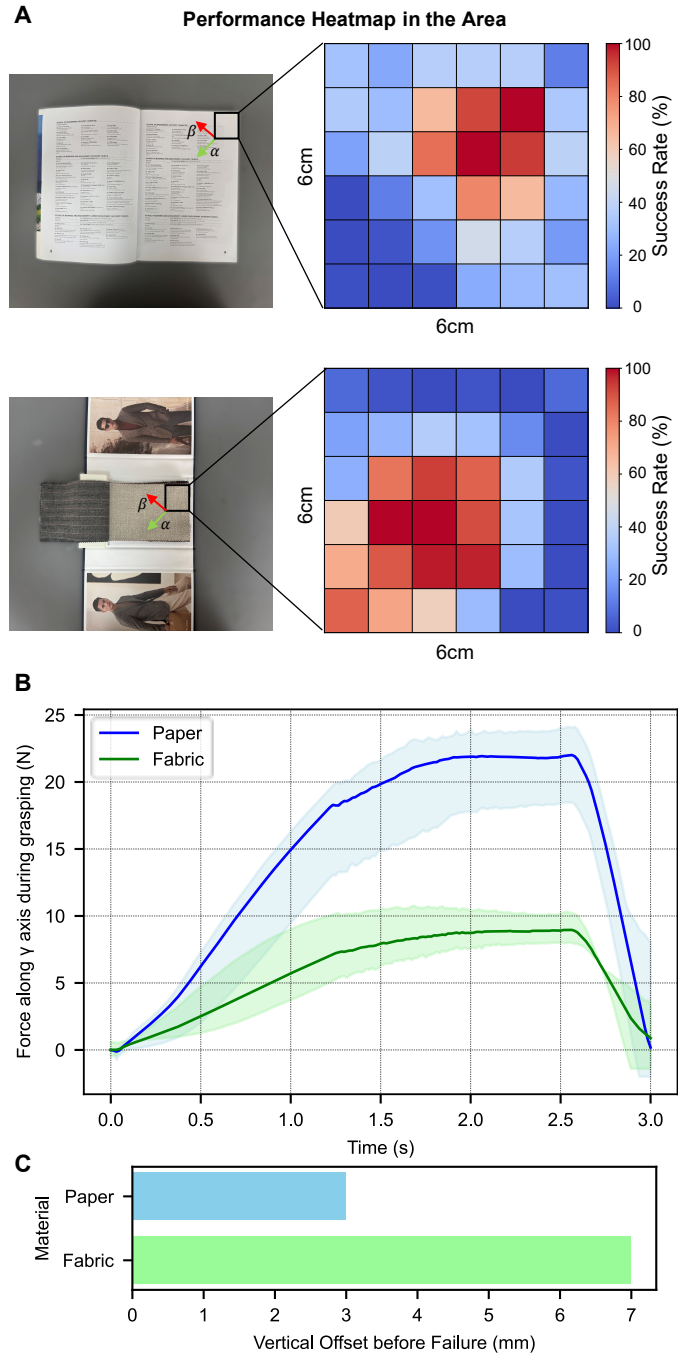 A
Performance Heatmap in the Area
β
α
6cm
6cm
100
80
60
40
20
0
Success Rate (%)
β
α
6cm
6cm
100
80
60
40
20
0
Success Rate (%)
B
Force along γ axis during grasping (N)
25
20
15
10
5
0
Paper
Fabric
0.0 0.5 1.0 1.5 2.0 2.5 3.0
Time (s)
C
Material
Paper
Fabric
0 1 2 3 4 5 6 7
Vertical Offset before Failure (mm)